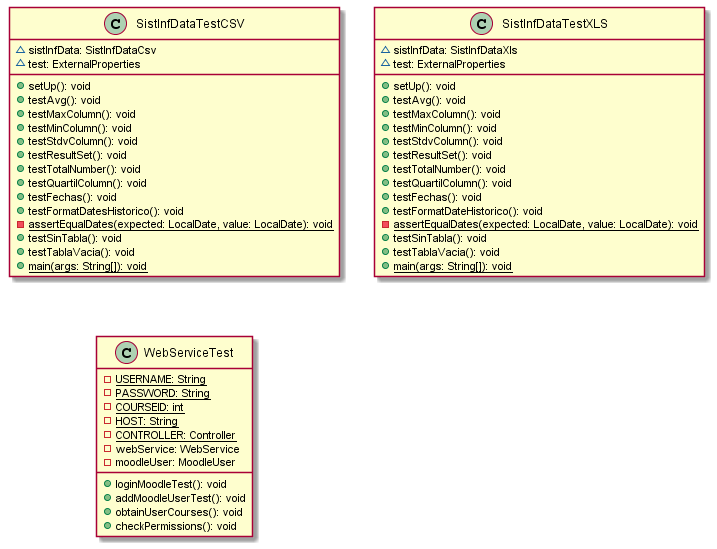 C SistInfDataTestCSV
sistInfData: SistInfDataCsv
test: ExternalProperties
setUp(): void
testAvg(): void
testMaxColumn(): void
testMinColumn(): void
testStdvColumn(): void
testResultSet(): void
testTotalNumber(): void
testQuartilColumn(): void
testFechas(): void
testFormatDatesHistorico(): void
assertEqualDates(expected: LocalDate, value: LocalDate): void
testSinTabla(): void
testTablaVacia(): void
main(args: String[]): void
C SistInfDataTestXLS
sistInfData: SistInfDataXls
test: ExternalProperties
setUp(): void
testAvg(): void
testMaxColumn(): void
testMinColumn(): void
testStdvColumn(): void
testResultSet(): void
testTotalNumber(): void
testQuartilColumn(): void
testFechas(): void
testFormatDateHistorico(): void
assertEqualDates(expected: LocalDate, value: LocalDate): void
testSinTabla(): void
testTablaVacia(): void
main(args: String[]): void
C WebServiceTest
USERNAME: String
PASSWORD: String
COURSEID: int
HOST: String
CONTROLLER: Controller
webService: WebService
moodleUser: MoodleUser
loginMoodleTest(): void
addMoodleUserTest(): void
obtainUserCourses(): void
checkPermissions(): void